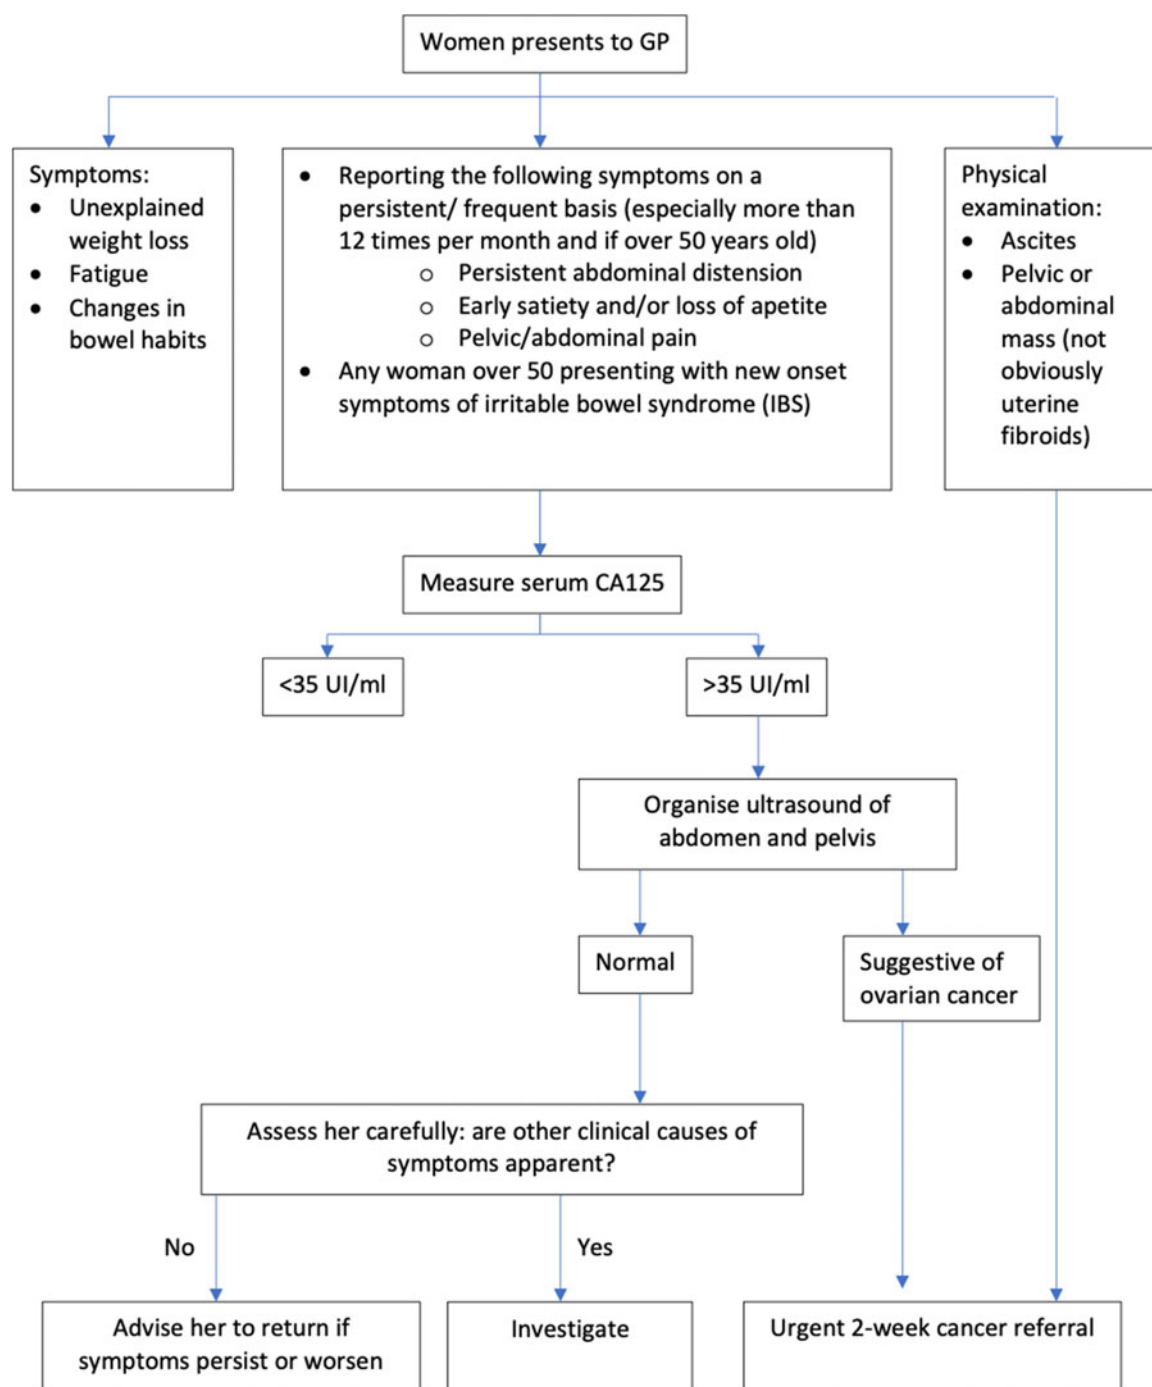 Women presents to GP
Symptoms:
• Unexplained
weight loss
• Fatigue
• Changes in
bowel habits
• Reporting the following symptoms on a
persistent/ frequent basis (especially more than
12 times per month and if over 50 years old)
o Persistent abdominal distension
o Early satiety and/or loss of apetite
o Pelvic/abdominal pain
• Any woman over 50 presenting with new onset
symptoms of irritable bowel syndrome (IBS)
Physical
examination:
• Ascites
• Pelvic or
abdominal
mass (not
obviously
uterine
fibroids)
Measure serum CA125
<35 UI/ml
>35 UI/ml
Organise ultrasound of
abdomen and pelvis
Normal
Suggestive of
ovarian cancer
Assess her carefully: are other clinical causes of
symptoms apparent?
No
Yes
Advise her to return if
symptoms persist or worsen
Investigate
Urgent 2-week cancer referral